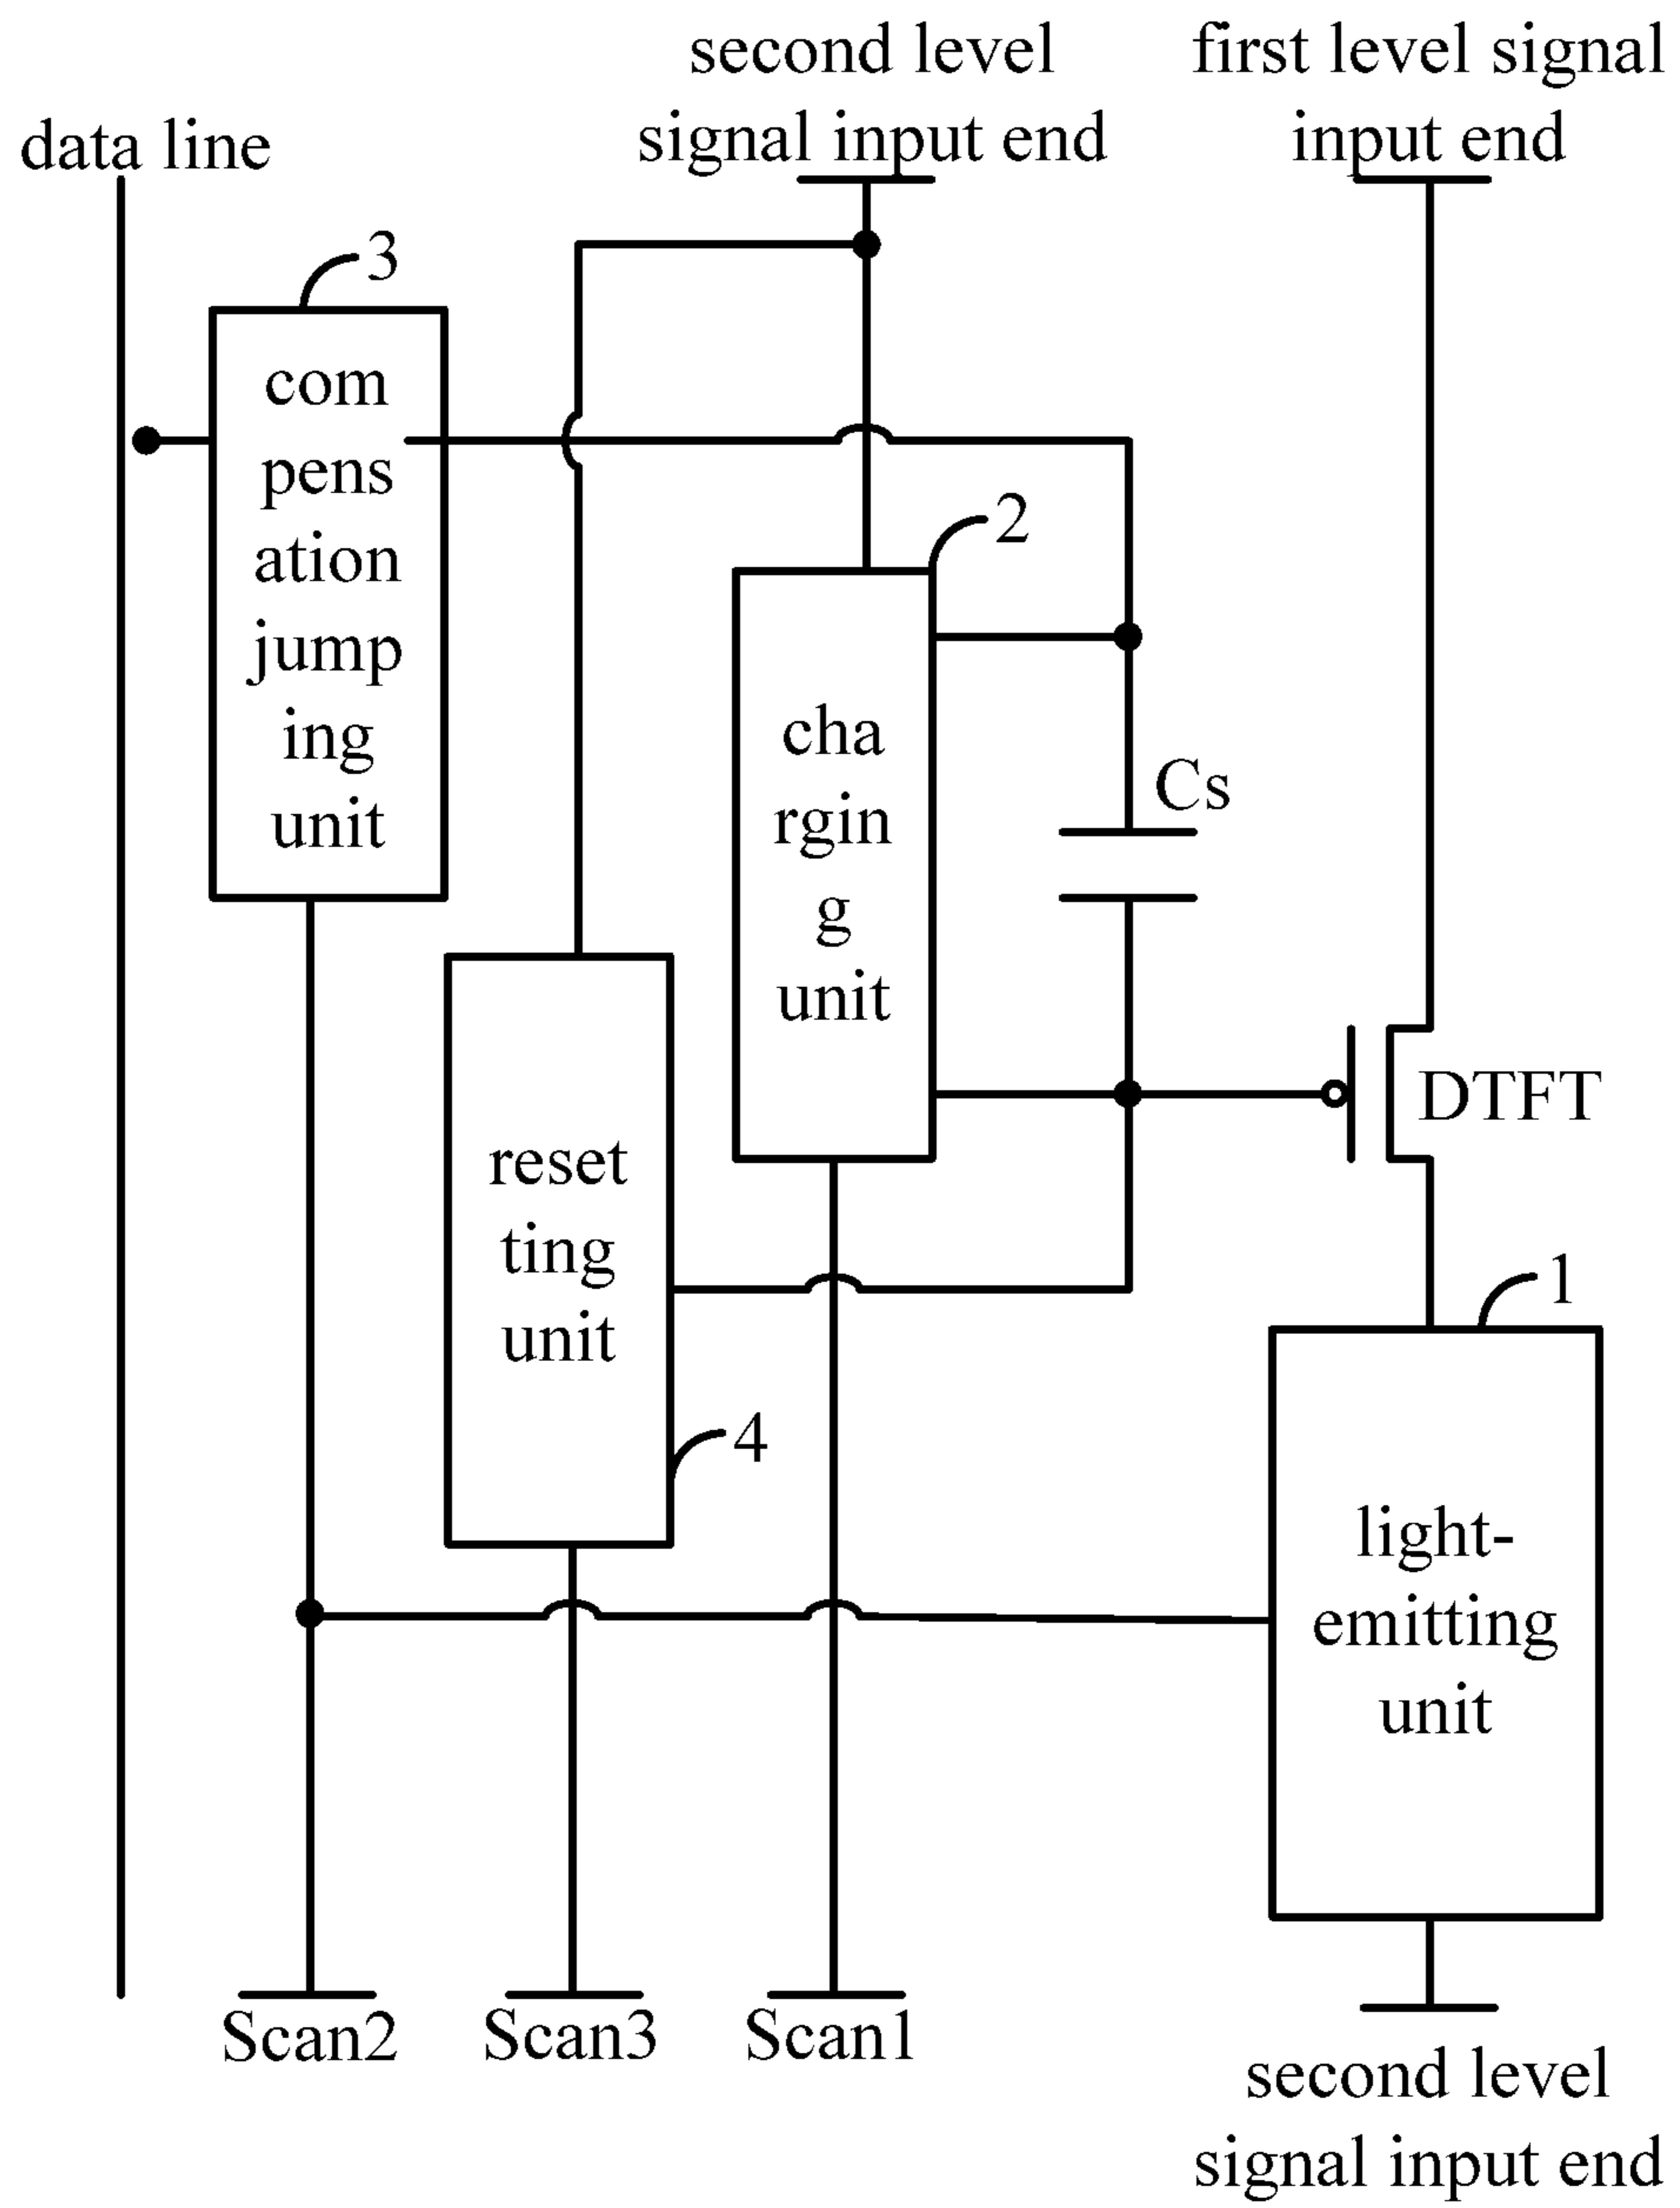 second level
signal input end
first level signal
input end
data line
3
com
pens
ation
jump
ing
unit
2
cha
rgin
g
unit
Cs
DTFT
reset
ting
unit
4
1
light-
emitting
unit
Scan2
Scan3
Scan1
second level
signal input end